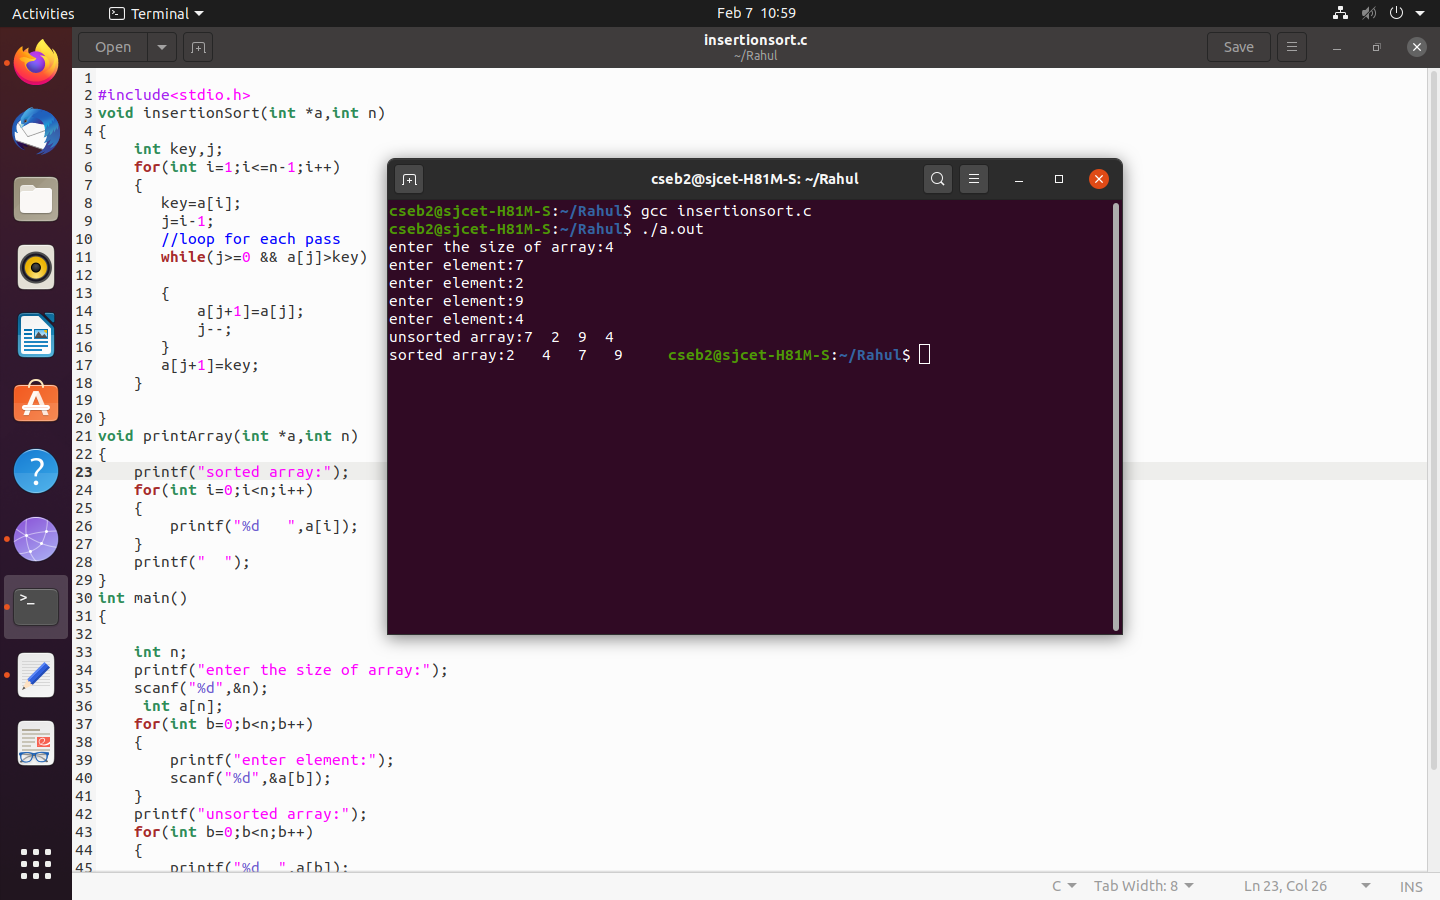 Activities
Terminal
Feb 7 10:59
Open
insertionsort.c
~/Rahul
Save
1
2 #include<stdio.h>
3 void insertionSort(int *a,int n)
4 {
5     int key,j;
6     for(int i=1;i<=n-1;i++)
7     {
8        key=a[i];
9        j=i-1;
10        //loop for each pass
11        while(j>=0 && a[j]>key)
12
13        {
14            a[j+1]=a[j];
15            j--;
16        }
17        a[j+1]=key;
18     }
19
20 }
21 void printArray(int *a,int n)
22 {
23     printf("sorted array:");
24     for(int i=0;i<n;i++)
25     {
26         printf("%d   ",a[i]);
27     }
28     printf("  ");
29 }
30 int main()
31 {
32
33     int n;
34     printf("enter the size of array:");
35     scanf("%d",&n);
36      int a[n];
37     for(int b=0;b<n;b++)
38     {
39         printf("enter element:");
40         scanf("%d",&a[b]);
41     }
42     printf("unsorted array:");
43     for(int b=0;b<n;b++)
44     {
45         printf("%d  ",a[b]);
cseb2@sjcet-H81M-S: ~/Rahul
cseb2@sjcet-H81M-S:~/Rahul$ gcc insertionsort.c
cseb2@sjcet-H81M-S:~/Rahul$ ./a.out
enter the size of array:4
enter element:7
enter element:2
enter element:9
enter element:4
unsorted array:7  2  9  4
sorted array:2   4   7   9     cseb2@sjcet-H81M-S:~/Rahul$
C
Tab Width: 8
Ln 23, Col 26
INS